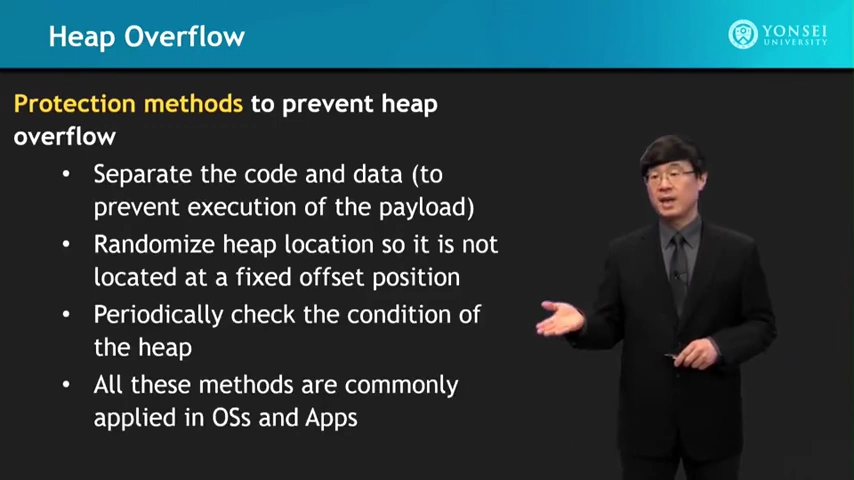 Heap Overflow
YONSEI
UNIVERSITY
Protection methods to prevent heap
overflow
• Separate the code and data (to
prevent execution of the payload)
• Randomize heap location so it is not
located at a fixed offset position
• Periodically check the condition of
the heap
• All these methods are commonly
applied in OSs and Apps